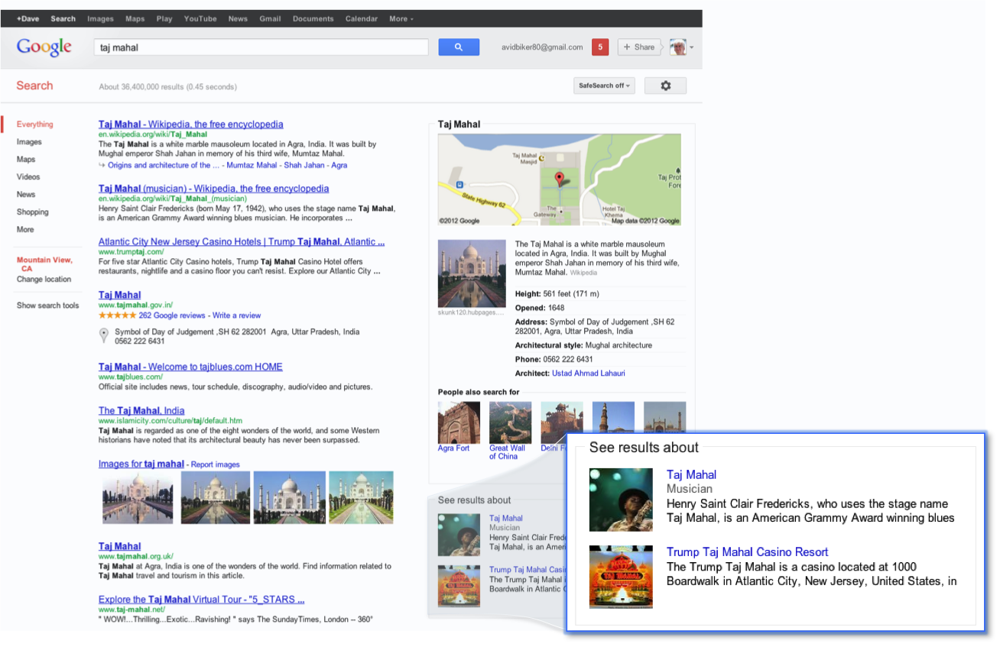 +Dave Search Images Maps Play YouTube News Gmail Documents Calendar More
Google
taj mahal
avidbiker80@gmail.com
5
+ Share
Search
About 36,400,000 results (0.45 seconds)
SafeSearch off
Everything
Images
Maps
Videos
News
Shopping
More
Mountain View,
CA
Change location
Show search tools
Taj Mahal - Wikipedia, the free encyclopedia
en.wikipedia.org/wiki/Taj_Mahal
The Taj Mahal is a white marble mausoleum located in Agra, India. It was built by
Mughal emperor Shah Jahan in memory of his third wife, Mumtaz Mahal.
Origins and architecture of the ... - Mumtaz Mahal - Shah Jahan - Agra
Taj Mahal (musician) - Wikipedia, the free encyclopedia
en.wikipedia.org/wiki/Taj_Mahal_(musician)
Henry Saint Clair Fredericks (born May 17, 1942), who uses the stage name Taj Mahal,
is an American Grammy Award winning blues musician. He incorporates ...
Atlantic City New Jersey Casino Hotels | Trump Taj Mahal, Atlantic ...
www.trumptaj.com/
For five star Atlantic City Casino hotels, Trump Taj Mahal Casino Hotel offers
restaurants, nightlife and a casino floor you can't resist. Explore our Atlantic City ...
Taj Mahal
www.tajmahal.gov.in/
262 Google reviews - Write a review
Symbol of Day of Judgement ,SH 62 282001 Agra, Uttar Pradesh, India
0562 222 6431
Taj Mahal - Welcome to tajblues.com HOME
www.tajblues.com/
Official site includes news, tour schedule, discography, audio/video and pictures.
The Taj Mahal, India
www.islamicity.com/culture/taj/default.htm
Taj Mahal is regarded as one of the eight wonders of the world, and some Western
historians have noted that its architectural beauty has never been surpassed.
Images for taj mahal - Report images
Taj Mahal
www.tajmahal.org.uk/
Taj Mahal at Agra, India is one of the wonders of the world. Find information related to
Taj Mahal travel and tourism in this article.
Explore the Taj Mahal Virtual Tour - "5_STARS ...
www.taj-mahal.net/
" WOW!...Thrilling...Exotic...Ravishing! " says The SundayTimes, London -- 360°
Taj Mahal
Taj Mahal
Masjid
Taj Prot
Fore
State Highway 62
The
Gateway
Hotel Taj
Khema
©2012 Google
Map data ©2012 Google
skunk120.hubpages....
The Taj Mahal is a white marble mausoleum
located in Agra, India. It was built by Mughal
emperor Shah Jahan in memory of his third wife,
Mumtaz Mahal. Wikipedia
Height: 561 feet (171 m)
Opened: 1648
Address: Symbol of Day of Judgement ,SH 62
282001, Agra, Uttar Pradesh, India
Architectural style: Mughal architecture
Phone: 0562 222 6431
Architect: Ustad Ahmad Lahauri
People also search for
Agra Fort
Great Wall
of China
Delhi F
See results about
Taj Mahal
Musician
Henry Saint Clair Frede
Taj Mahal, is an Ameri
Trump Taj Mahal Casi
The Trump Taj Mahal i
Boardwalk in Atlantic C
See results about
Taj Mahal
Musician
Henry Saint Clair Fredericks, who uses the stage name
Taj Mahal, is an American Grammy Award winning blues
Trump Taj Mahal Casino Resort
The Trump Taj Mahal is a casino located at 1000
Boardwalk in Atlantic City, New Jersey, United States, in